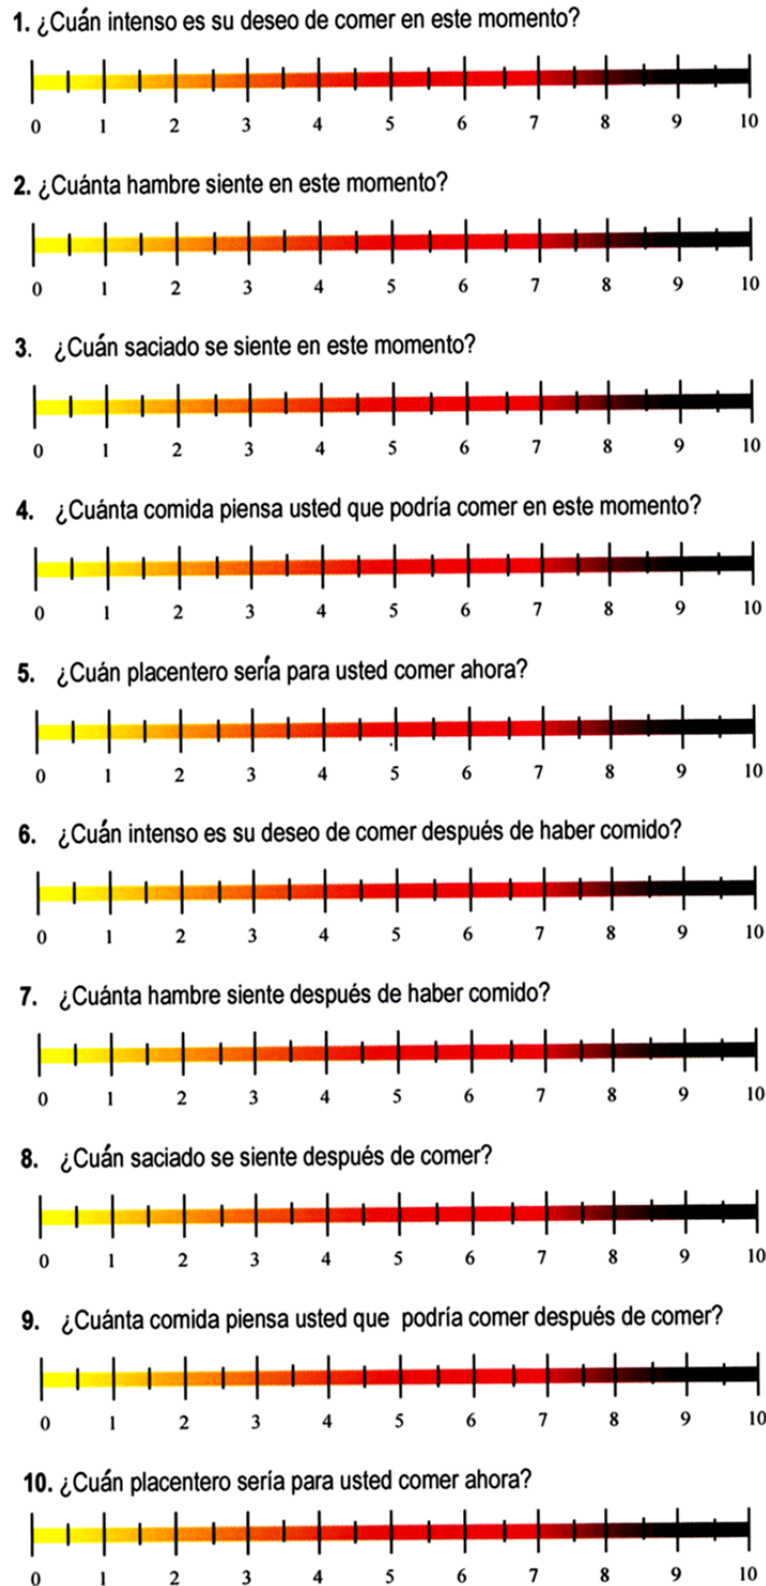 1. ¿Cuán intenso es su deseo de comer en este momento?
0 1 2 3 4 5 6 7 8 9 10
2. ¿Cuánta hambre siente en este momento?
0 1 2 3 4 5 6 7 8 9 10
3. ¿Cuán saciado se siente en este momento?
0 1 2 3 4 5 6 7 8 9 10
4. ¿Cuánta comida piensa usted que podría comer en este momento?
0 1 2 3 4 5 6 7 8 9 10
5. ¿Cuán placentero sería para usted comer ahora?
0 1 2 3 4 5 6 7 8 9 10
6. ¿Cuán intenso es su deseo de comer después de haber comido?
0 1 2 3 4 5 6 7 8 9 10
7. ¿Cuánta hambre siente después de haber comido?
0 1 2 3 4 5 6 7 8 9 10
8. ¿Cuán saciado se siente después de comer?
0 1 2 3 4 5 6 7 8 9 10
9. ¿Cuánta comida piensa usted que podría comer después de comer?
0 1 2 3 4 5 6 7 8 9 10
10. ¿Cuán placentero sería para usted comer ahora?
0 1 2 3 4 5 6 7 8 9 10